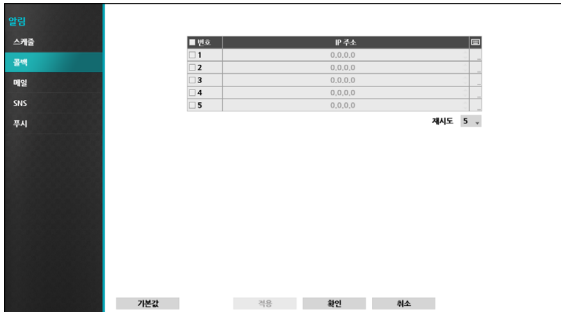 알림
스케줄
콜백
메일
SNS
푸시
번호 IP 주소
1 0.0.0.0
2 0.0.0.0
3 0.0.0.0
4 0.0.0.0
5 0.0.0.0
재시도 5
기본값 적용 확인 취소